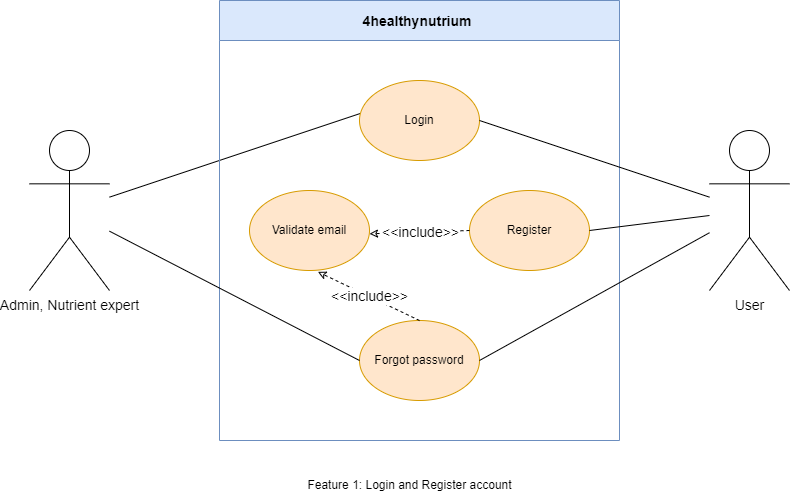 4healthynutrium
Login
Validate email
<<include>>
Register
<<include>>
Admin, Nutrient expert
User
Forgot password
Feature 1: Login and Register account